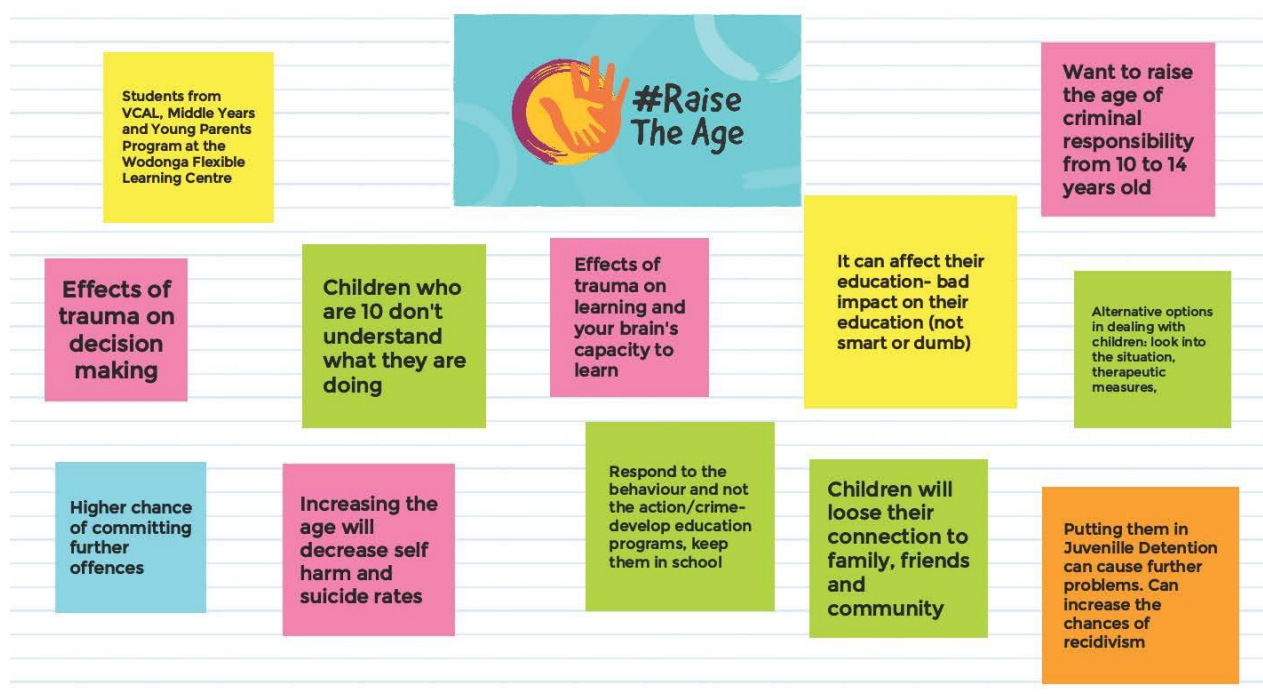 Students from
VCAL, Middle Years
and Young Parents
Program at the
Wodonga Flexible
Learning Centre
#Raise
The Age
Want to raise
the age of
criminal
responsibility
from 10 to 14
years old
Effects of
trauma on
decision
making
Children who
are 10 don't
understand
what they are
doing
Effects of
trauma on
learning and
your brain's
capacity to
learn
It can affect their
education- bad
impact on their
education (not
smart or dumb)
Alternative options
in dealing with
children: look into
the situation,
therapeutic
measures,
Higher chance
of committing
further
offences
Increasing the
age will
decrease self
harm and
suicide rates
Respond to the
behaviour and not
the action/crime-
develop education
programs, keep
them in school
Children will
loose their
connection to
family, friends
and
community
Putting them in
Juvenille Detention
can cause further
problems. Can
increase the
chances of
recidivism